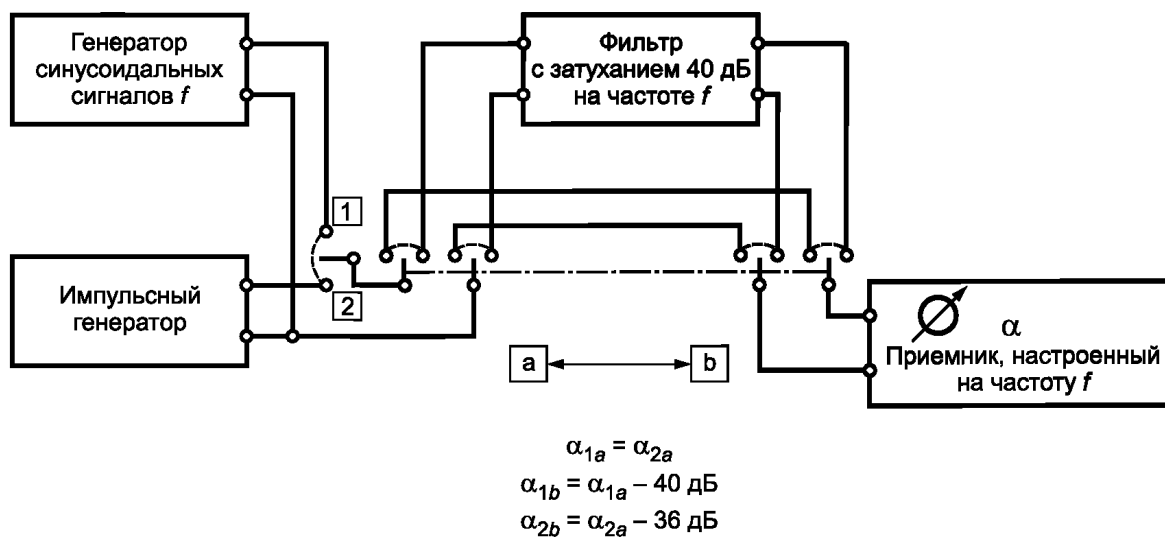 Генератор
синусоидальных
сигналов f
Фильтр
с затуханием 40 дБ
на частоте f
1
2
Импульсный
генератор
a
b
α
Приемник, настроенный
на частоту f
α1a = α2a
α1b = α1a – 40 дБ
α2b = α2a – 36 дБ